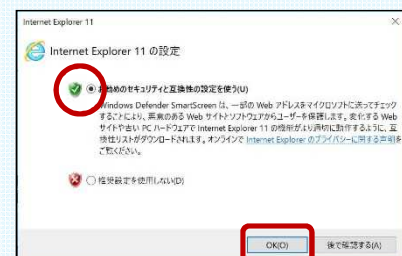 Internet Explorer 11
Internet Explorer 11 の設定
お勧めのセキュリティと互換性の設定を使う(U)
Windows Defender SmartScreen は、一部の Web アドレスをマイクロソフトに送ってチェック
することにより、悪意のある Web サイトとソフトウェアからユーザーを保護します。変化する Web
サイトや古い PC ハードウェアで Internet Explorer 11 の機能がより適切に動作するように、互
換性リストがダウンロードされます。オンラインで Internet Explorer のプライバシーに関する声明を
ご覧ください。
推奨設定を使用しない(D)
OK(O) 後で確認する(A)